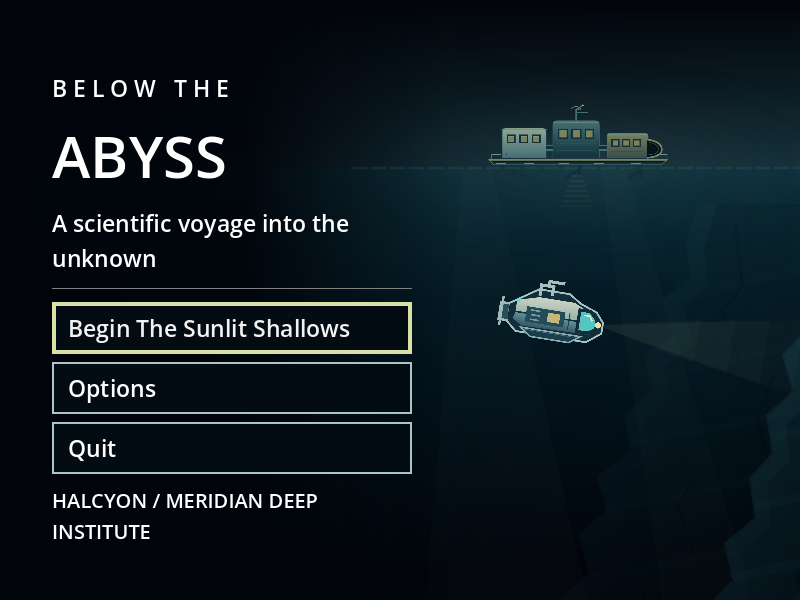 BELOW THE
ABYSS
A scientific voyage into the
unknown
Begin The Sunlit Shallows
Options
Quit
HALCYON / MERIDIAN DEEP
INSTITUTE